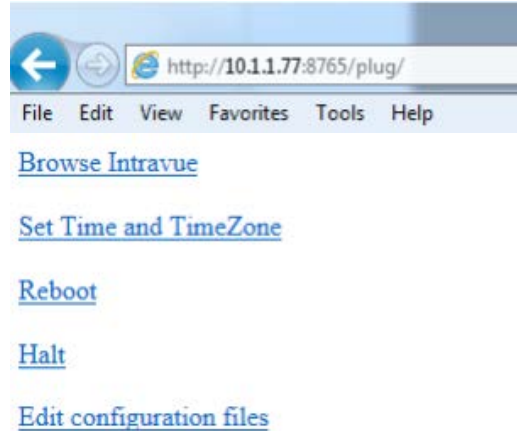 http://10.1.1.77:8765/plug/
File Edit View Favorites Tools Help
Browse Intravue
Set Time and TimeZone
Reboot
Halt
Edit configuration files